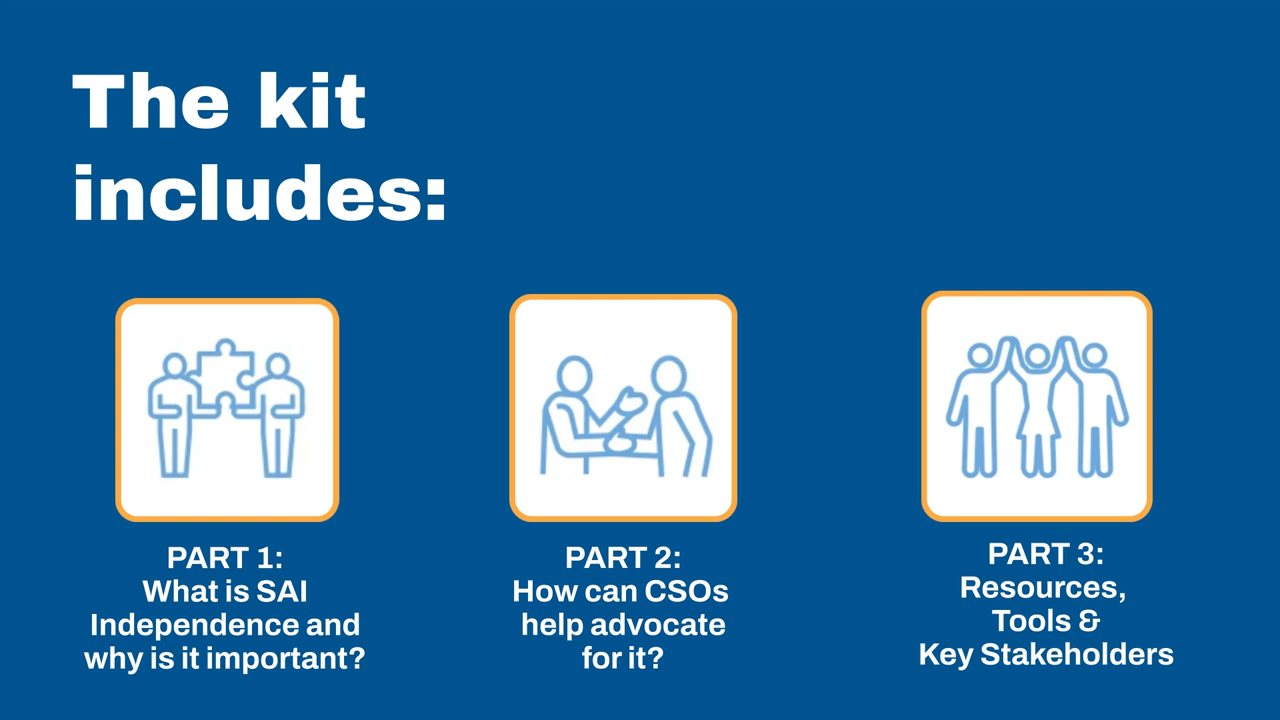 The kit
includes:
PART 1:
What is SAI
Independence and
why is it important?
PART 2:
How can CSOs
help advocate
for it?
PART 3:
Resources,
Tools &
Key Stakeholders